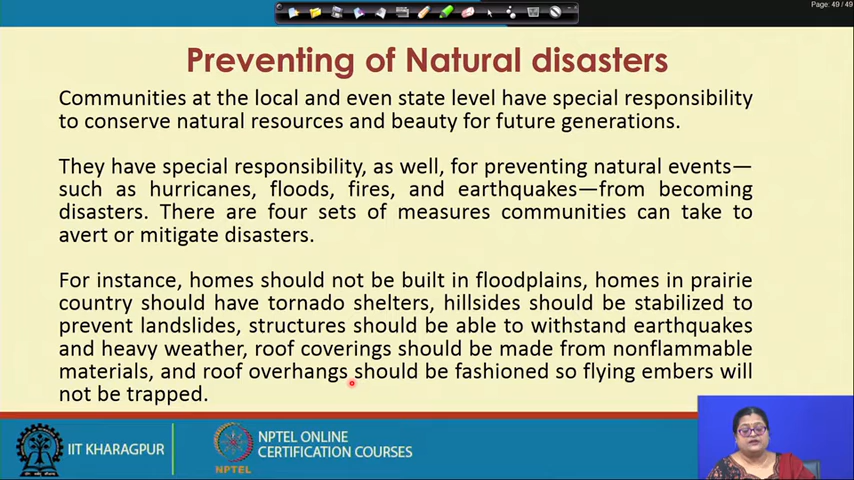 Page: 49 / 49
Preventing of Natural disasters
Communities at the local and even state level have special responsibility
to conserve natural resources and beauty for future generations.
They have special responsibility, as well, for preventing natural events—
such as hurricanes, floods, fires, and earthquakes—from becoming
disasters. There are four sets of measures communities can take to
avert or mitigate disasters.
For instance, homes should not be built in floodplains, homes in prairie
country should have tornado shelters, hillsides should be stabilized to
prevent landslides, structures should be able to withstand earthquakes
and heavy weather, roof coverings should be made from nonflammable
materials, and roof overhangs should be fashioned so flying embers will
not be trapped.
IIT KHARAGPUR
NPTEL
NPTEL ONLINE
CERTIFICATION COURSES